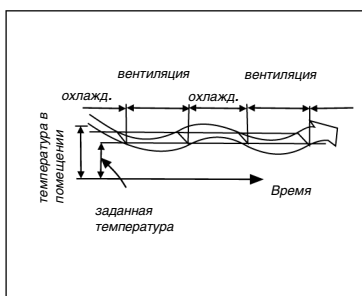 вентиляция вентиляция
охлажд. охлажд.
температура в
помещении
Время
заданная
температура